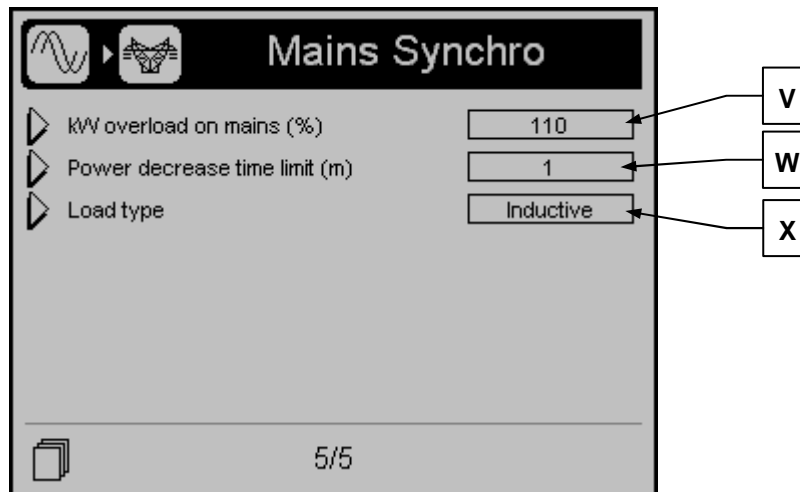 Mains Synchro
kW overload on mains (%) 110 V
Power decrease time limit (m) 1 W
Load type Inductive X
5/5